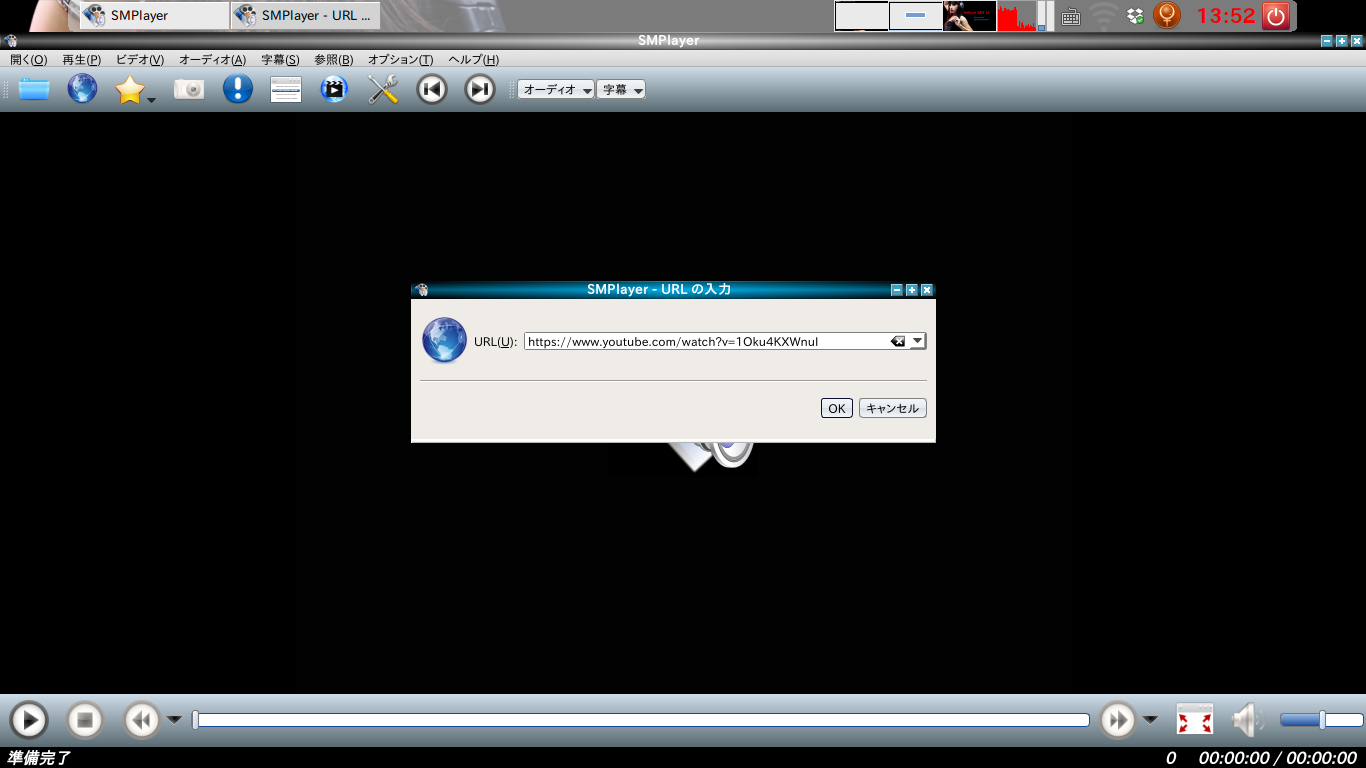 SMPlayer
SMPlayer - URL ...
13:52
SMPlayer
開く(O) 再生(P) ビデオ(V) オーディオ(A) 字幕(S) 参照(B) オプション(T) ヘルプ(H)
オーディオ 字幕
SMPlayer - URL の入力
URL(U): https://www.youtube.com/watch?v=1Oku4KXWnuI
OK キャンセル
準備完了
0 00:00:00 / 00:00:00